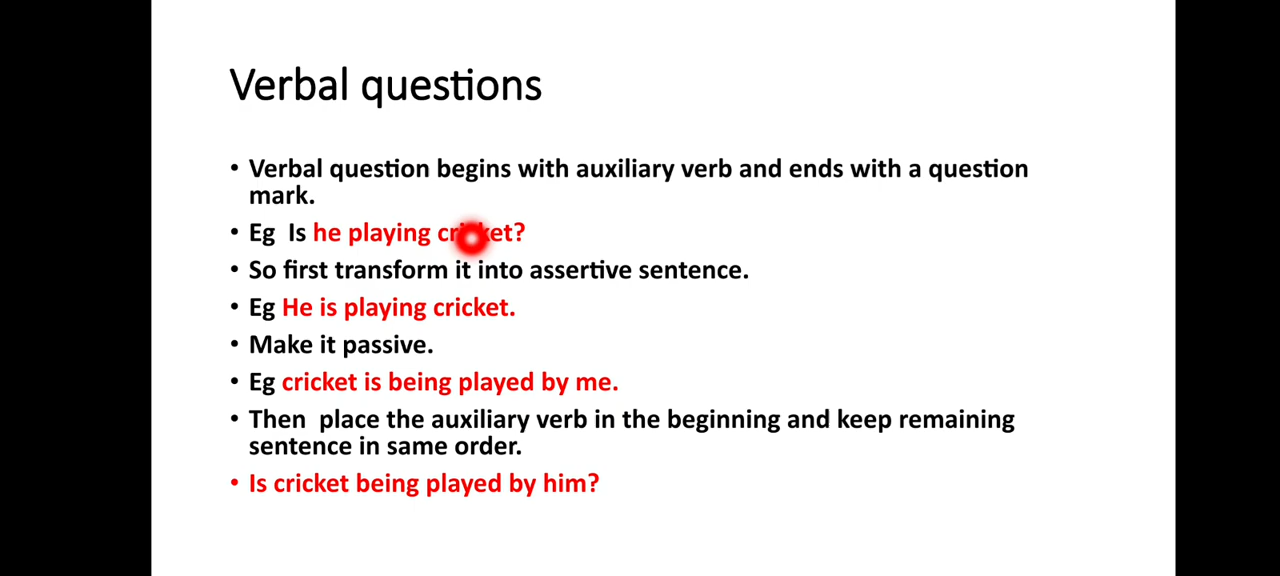 Verbal questions
• Verbal question begins with auxiliary verb and ends with a question
mark.
• Eg Is he playing cricket?
• So first transform it into assertive sentence.
• Eg He is playing cricket.
• Make it passive.
• Eg cricket is being played by me.
• Then place the auxiliary verb in the beginning and keep remaining
sentence in same order.
• Is cricket being played by him?